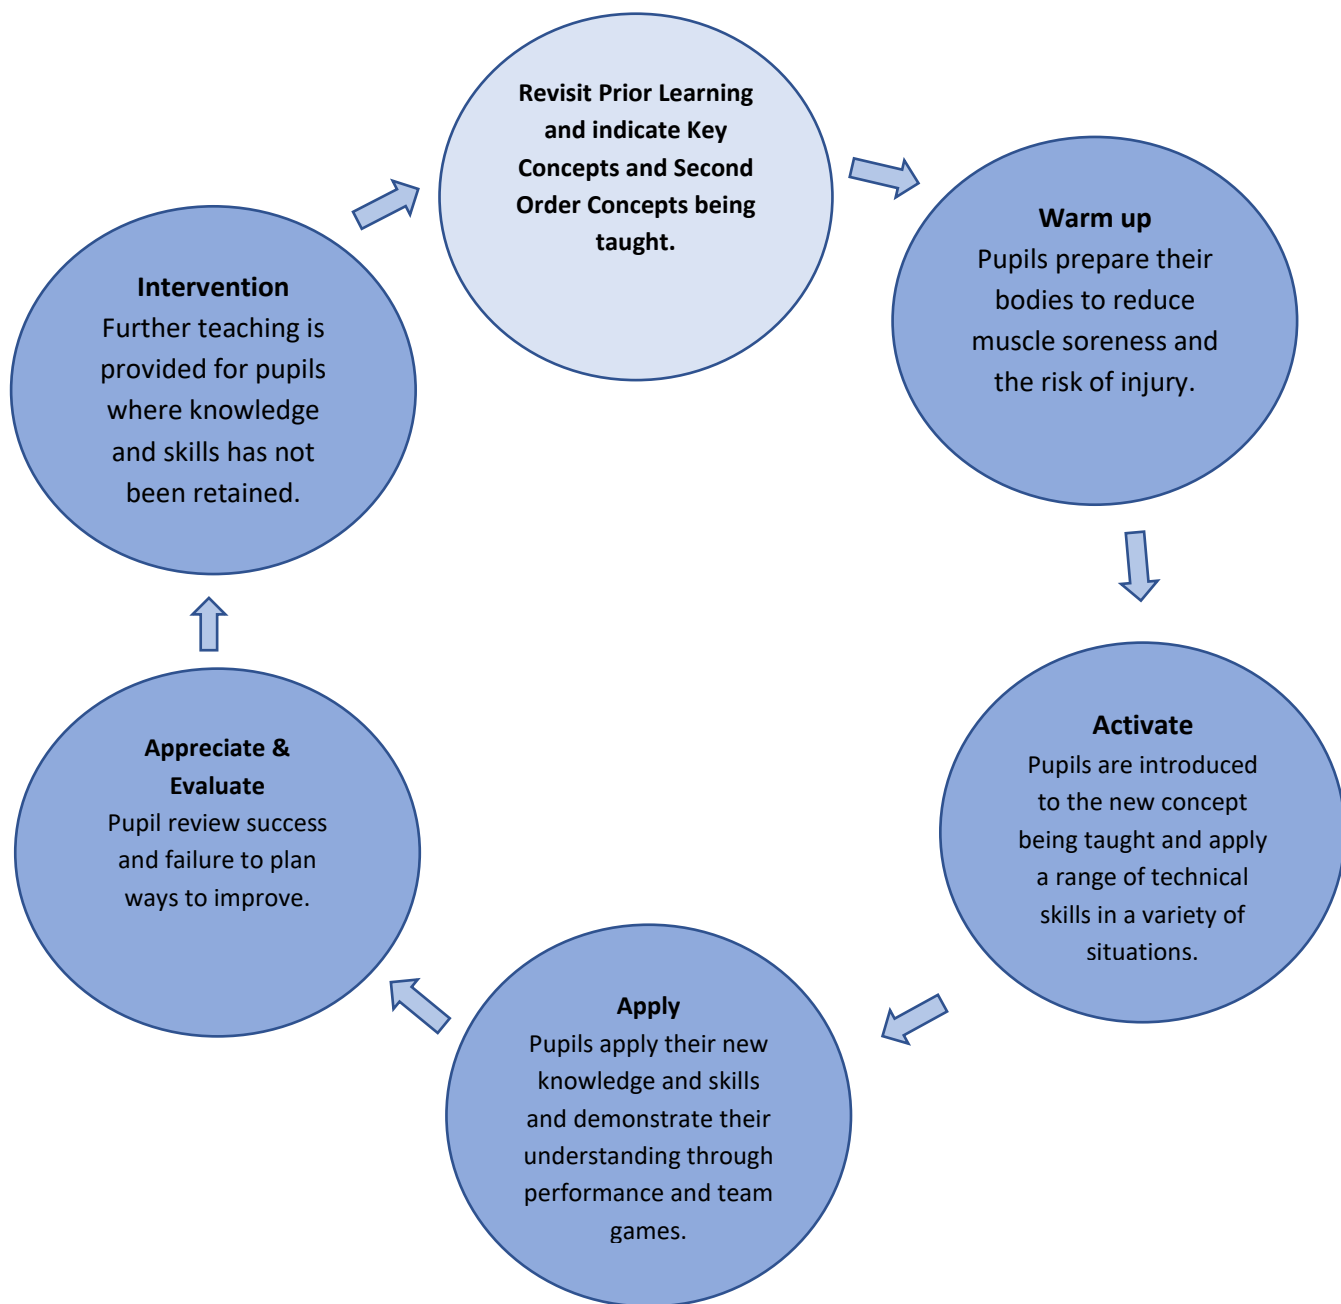 Revisit Prior Learning
and indicate Key
Concepts and Second
Order Concepts being
taught.
Warm up
Pupils prepare their
bodies to reduce
muscle soreness and
the risk of injury.
Activate
Pupils are introduced
to the new concept
being taught and apply
a range of technical
skills in a variety of
situations.
Apply
Pupils apply their new
knowledge and skills
and demonstrate their
understanding through
performance and team
games.
Appreciate &
Evaluate
Pupil review success
and failure to plan
ways to improve.
Intervention
Further teaching is
provided for pupils
where knowledge
and skills has not
been retained.